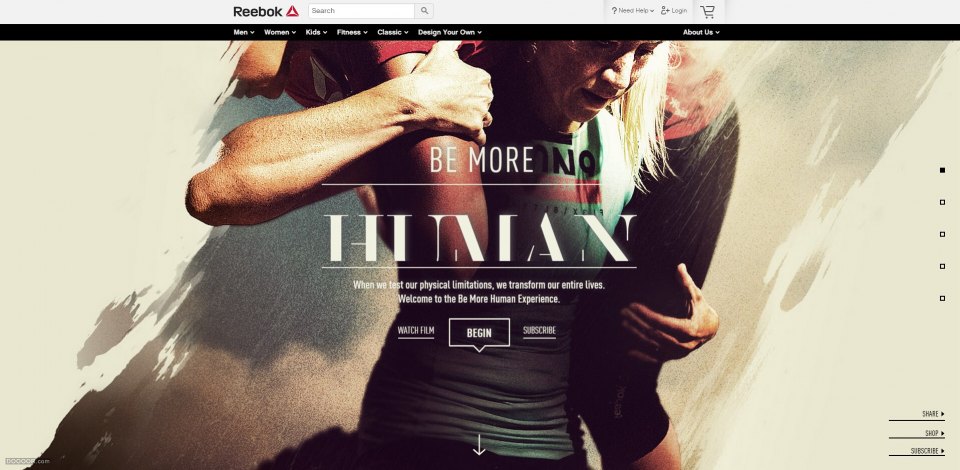 Reebok
Search
? Need Help
Login
Men
Women
Kids
Fitness
Classic
Design Your Own
About Us
BE MORE
HUMAN
When we test our physical limitations, we transform our entire lives.
Welcome to the Be More Human Experience.
WATCH FILM
BEGIN
SUBSCRIBE
SHARE
SHOP
SUBSCRIBE
Reebok
.com